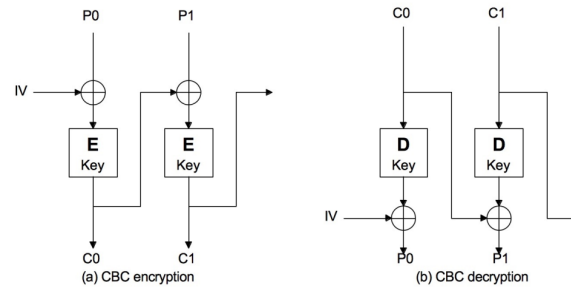 P0
P1
IV
E
Key
E
Key
C0
C1
(a) CBC encryption
C0
C1
D
Key
D
Key
IV
P0
P1
(b) CBC decryption